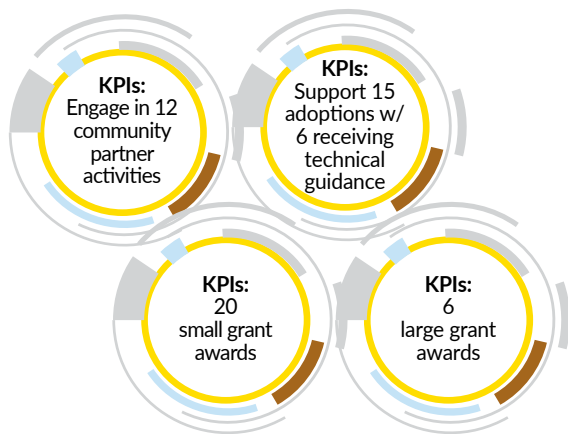 KPIs:
Engage in 12
community
partner
activities
KPIs:
Support 15
adoptions w/
6 receiving
technical
guidance
KPIs:
20
small grant
awards
KPIs:
6
large grant
awards